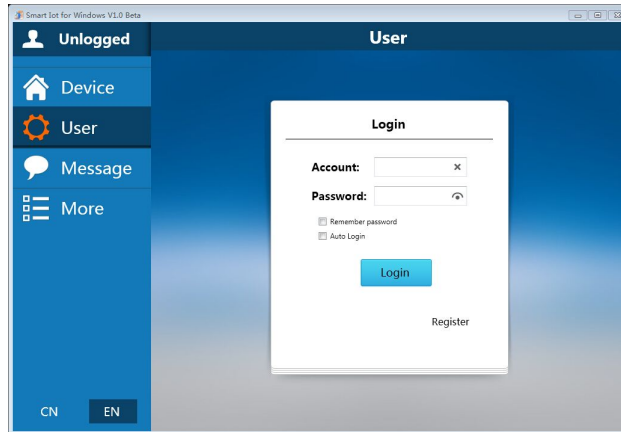 Smart Iot for Windows V1.0 Beta
Unlogged
User
Device
User
Message
More
CN EN
Login
Account:
Password:
Remember password
Auto Login
Login
Register